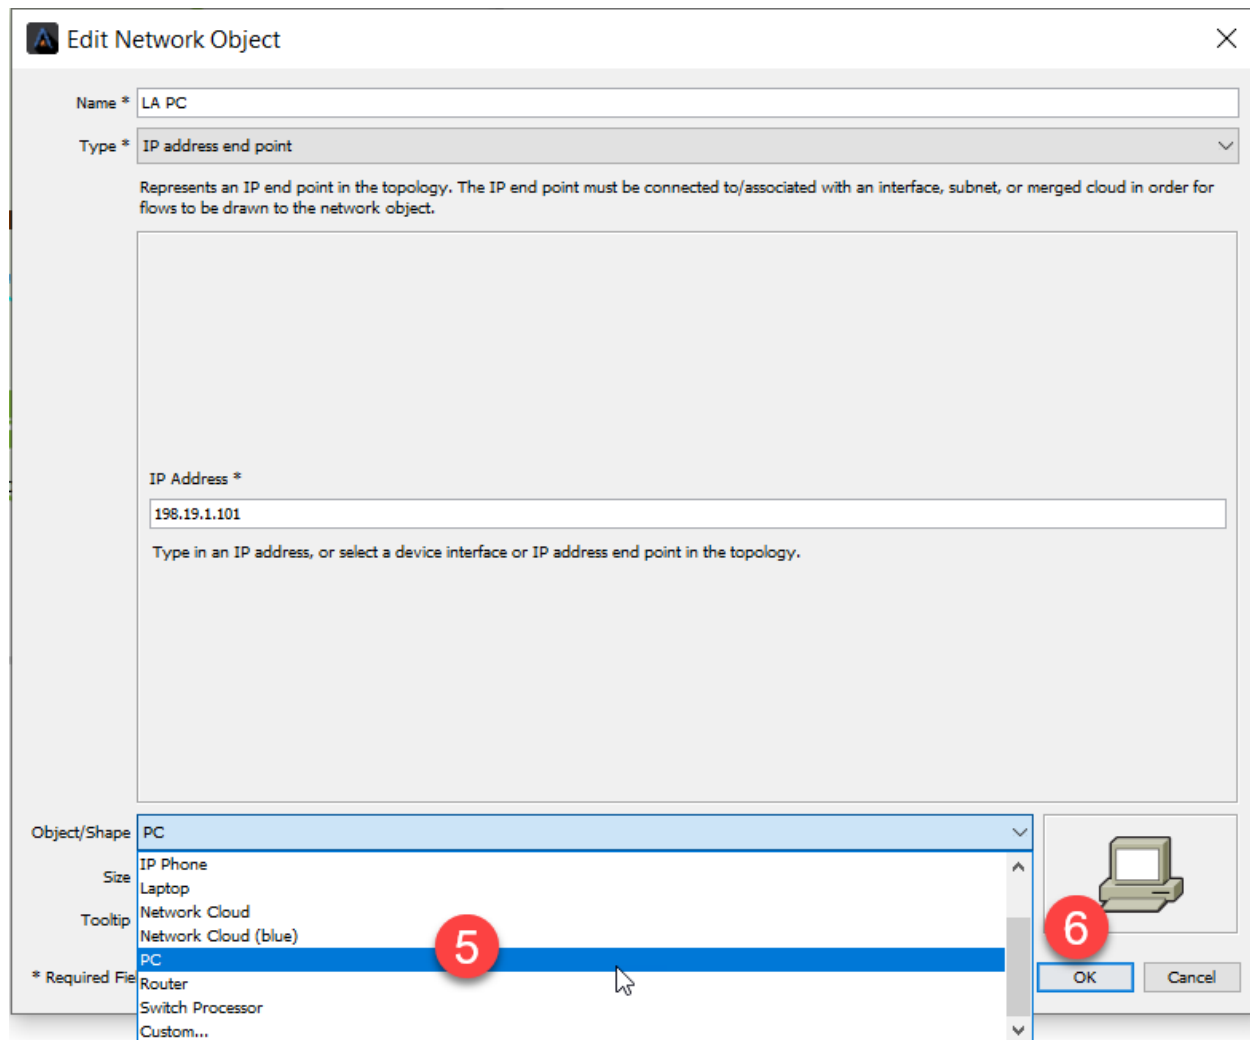 Edit Network Object
Name *
LA PC
Type *
IP address end point
Represents an IP end point in the topology. The IP end point must be connected to/associated with an interface, subnet, or merged cloud in order for
flows to be drawn to the network object.
IP Address *
198.19.1.101
Type in an IP address, or select a device interface or IP address end point in the topology.
Object/Shape
PC
IP Phone
Size
Laptop
Network Cloud
Tooltip
Network Cloud (blue)
5
6
PC
* Required Fie
OK
Cancel
Router
Switch Processor
Custom...